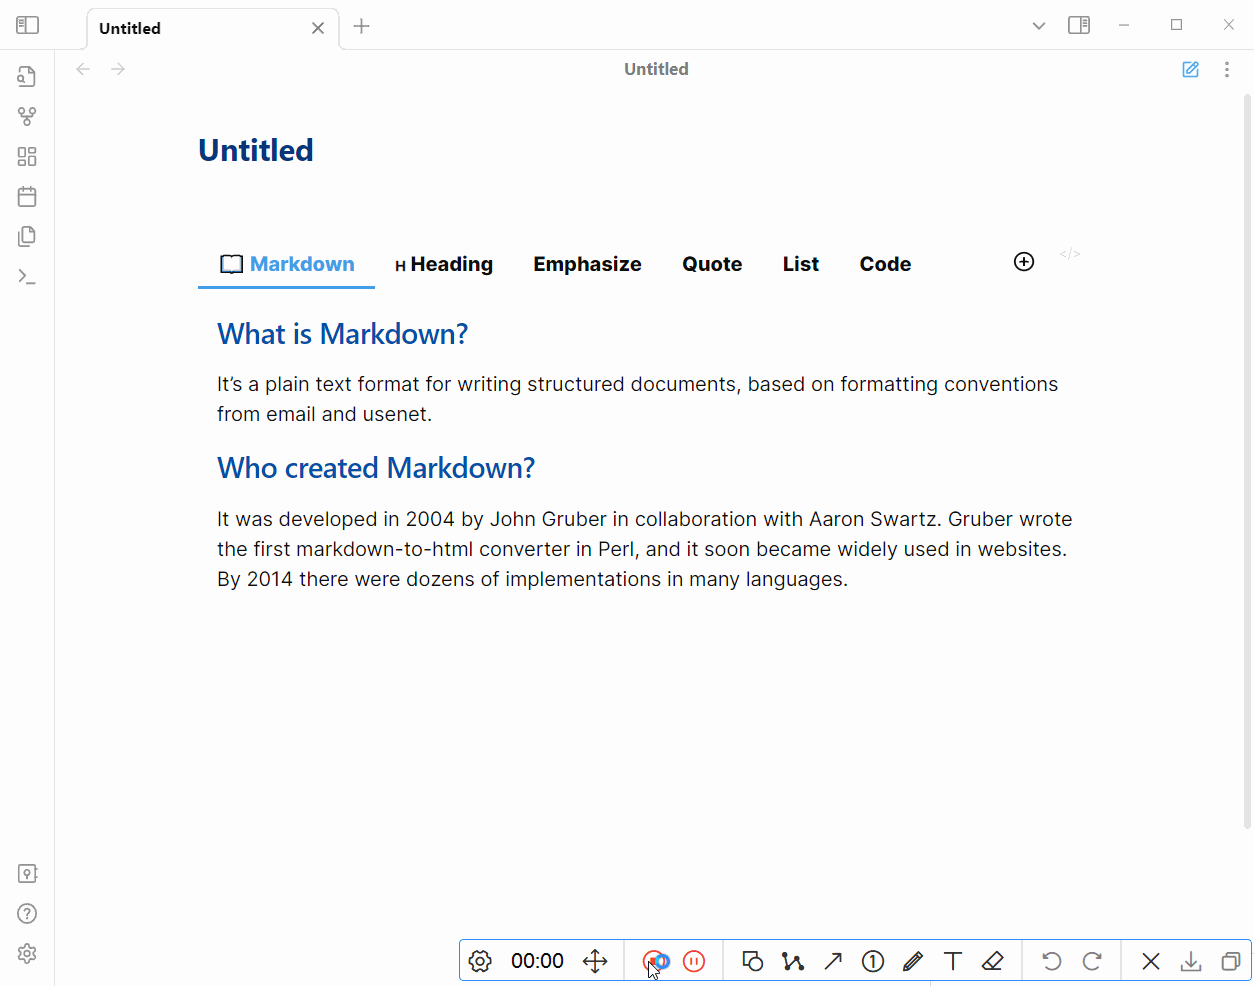 Untitled
Untitled
Untitled
Markdown H Heading Emphasize Quote List Code </>
What is Markdown?
It's a plain text format for writing structured documents, based on formatting conventions
from email and usenet.
Who created Markdown?
It was developed in 2004 by John Gruber in collaboration with Aaron Swartz. Gruber wrote
the first markdown-to-html converter in Perl, and it soon became widely used in websites.
By 2014 there were dozens of implementations in many languages.
00:00